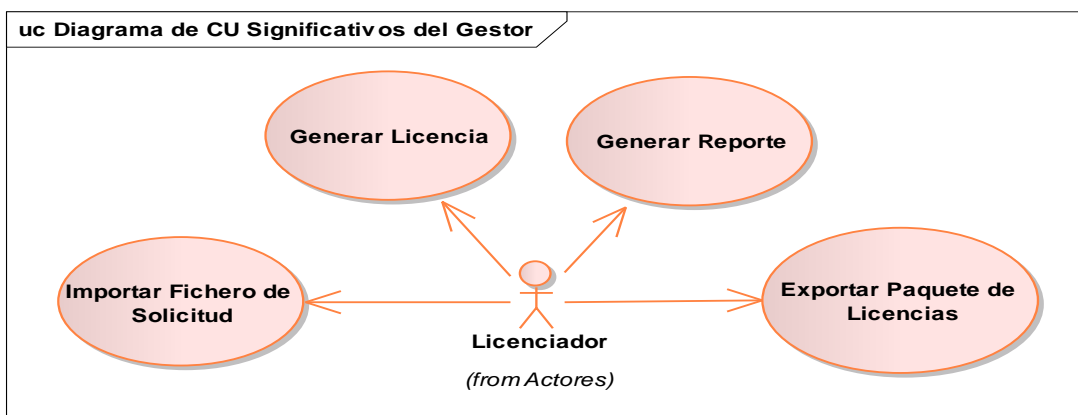 uc Diagrama de CU Significativos del Gestor
Generar Licencia
Generar Reporte
Importar Fichero de
Solicitud
Exportar Paquete de
Licencias
Licenciador
(from Actores)